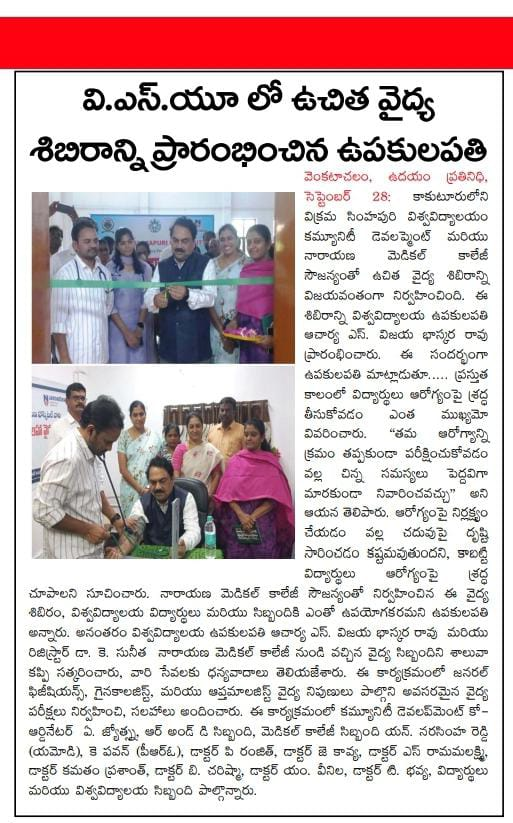 వి.ఎస్.యూ లో ఉచిత వైద్య
శిబిరాన్ని ప్రారంభించిన ఉపకులపతి
వెంకటాచలం, ఉదయం ప్రతినిధి,
సెప్టెంబర్ 28: కాకుటూరులోని
విక్రమ సింహపురి విశ్వవిద్యాలయం
కమ్యూనిటీ డెవలప్మెంట్ మరియు
నారాయణ మెడికల్ కాలేజీ
సౌజన్యంతో ఉచిత వైద్య శిబిరాన్ని
విజయవంతంగా నిర్వహించింది. ఈ
శిబిరాన్ని విశ్వవిద్యాలయ ఉపకులపతి
ఆచార్య ఎస్. విజయ భాస్కర రావు
ప్రారంభించారు. ఈ సందర్భంగా
ఉపకులపతి మాట్లాడుతూ..... ప్రస్తుత
కాలంలో విద్యార్థులు ఆరోగ్యంపై శ్రద్ధ
తీసుకోవడం ఎంత ముఖ్యమో
వివరించారు. "తమ ఆరోగ్యాన్ని
క్రమం తప్పకుండా పరీక్షించుకోవడం
వల్ల చిన్న సమస్యలు పెద్దవిగా
మారకుండా నివారించవచ్చు" అని
ఆయన తెలిపారు. ఆరోగ్యంపై నిర్లక్ష్యం
చేయడం వల్ల చదువుపై దృష్టి
సారించడం కష్టమవుతుందని, కాబట్టి
విద్యార్థులు ఆరోగ్యంపై శ్రద్ధ
చూపాలని సూచించారు. నారాయణ మెడికల్ కాలేజీ సౌజన్యంతో నిర్వహించిన ఈ వైద్య
శిబిరం, విశ్వవిద్యాలయ విద్యార్థులు మరియు సిబ్బందికి ఎంతో ఉపయోగకరమని ఉపకులపతి
అన్నారు. అనంతరం విశ్వవిద్యాలయ ఉపకులపతి ఆచార్య ఎస్. విజయ భాస్కర రావు మరియు
రిజిస్ట్రార్ డా. కె. సునీత నారాయణ మెడికల్ కాలేజీ నుండి వచ్చిన వైద్య సిబ్బందిని శాలువా
కప్పి సత్కరించారు, వారి సేవలకు ధన్యవాదాలు తెలియజేశారు. ఈ కార్యక్రమంలో జనరల్
ఫిజీషియన్స్, గైనకాలజిస్ట్, మరియు ఆప్తమాలజిస్ట్ వైద్య నిపుణులు పాల్గొని అవసరమైన వైద్య
పరీక్షలు నిర్వహించి, సలహాలు అందించారు. ఈ కార్యక్రమంలో కమ్యూనిటీ డెవలప్‌మెంట్ కో-
ఆర్డినేటర్ ఏ. జ్యోత్స్న, ఆర్ అండ్ డి సిబ్బంది, మెడికల్ కాలేజీ సిబ్బంది యన్. నరసింహ రెడ్డి
(యమోడి), కె పవన్ (పీఆర్ఓ), డాక్టర్ పి రంజిత్, డాక్టర్ జె కావ్య, డాక్టర్ ఎస్ రామమలక్ష్మి,
డాక్టర్ కమతం ప్రశాంత్, డాక్టర్ బి. చరిష్మా, డాక్టర్ యం. వీనిల, డాక్టర్ టి. భవ్య, విద్యార్థులు
మరియు విశ్వవిద్యాలయ సిబ్బంది పాల్గొన్నారు.